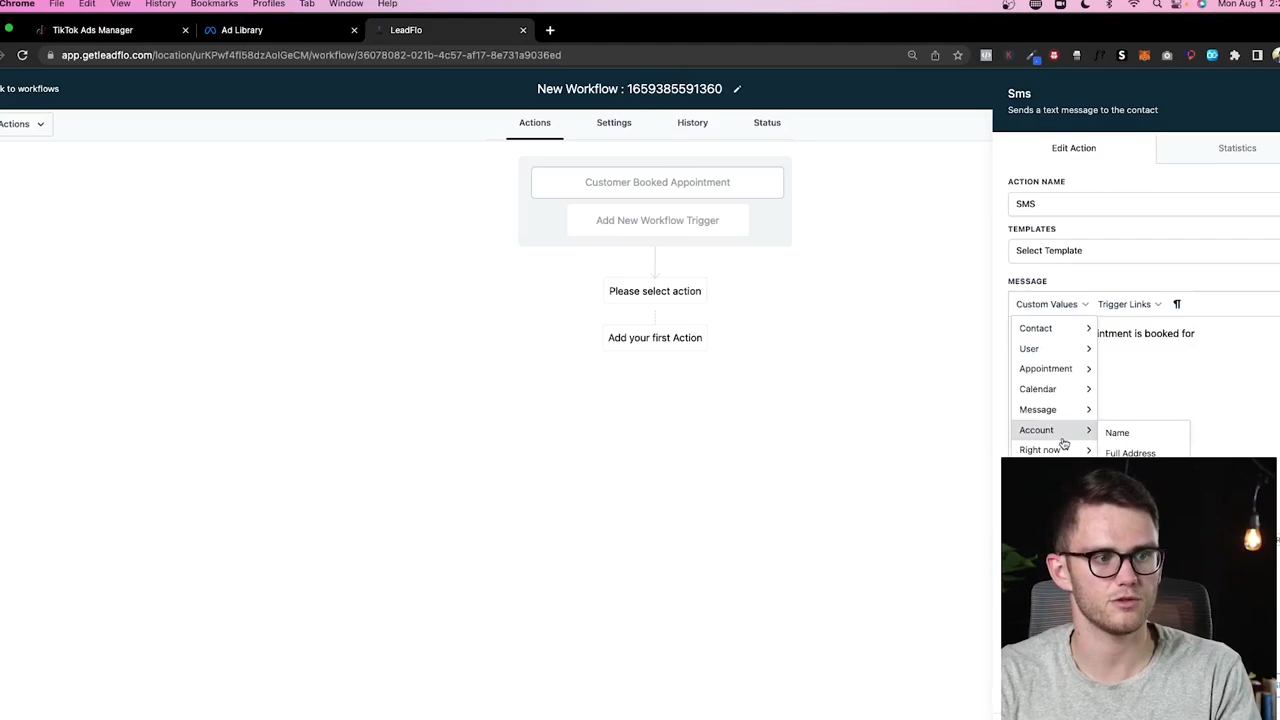 Chrome File Edit View History Bookmarks Profiles Tab Window Help
Mon Aug 1
TikTok Ads Manager
Ad Library
LeadFlo
app.getleadflo.com/location/urKPwf4fl58dzAolGeCM/workflow/36078082-021b-4c57-af17-8e731a9036ed
k to workflows
New Workflow : 1659385591360
Sms
Sends a text message to the contact
Actions
Actions Settings History Status
Edit Action
Statistics
Customer Booked Appointment
Add New Workflow Trigger
Please select action
Add your first Action
ACTION NAME
SMS
TEMPLATES
Select Template
MESSAGE
Custom Values Trigger Links ¶
Contact
intment is booked for
User
Appointment
Calendar
Message
Account
Name
Right now
Full Address